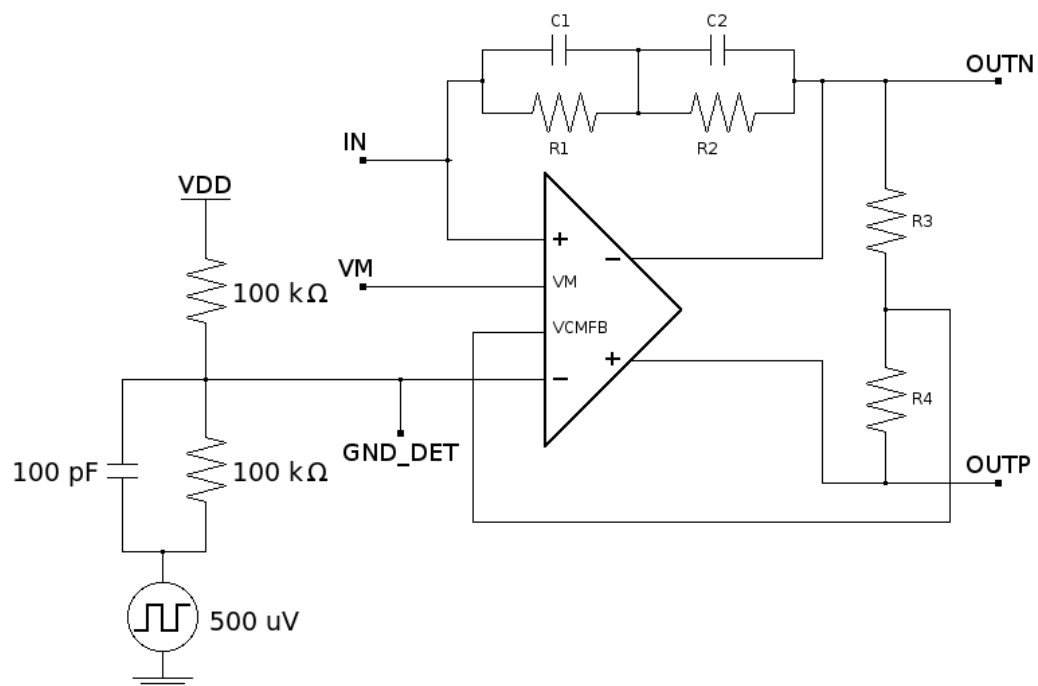 C1
C2
OUTN
R1
R2
IN
VDD
R3
+
−
VM
VM
100 kΩ
VCMFB
+
−
R4
GND_DET
100 pF
100 kΩ
OUTP
500 uV